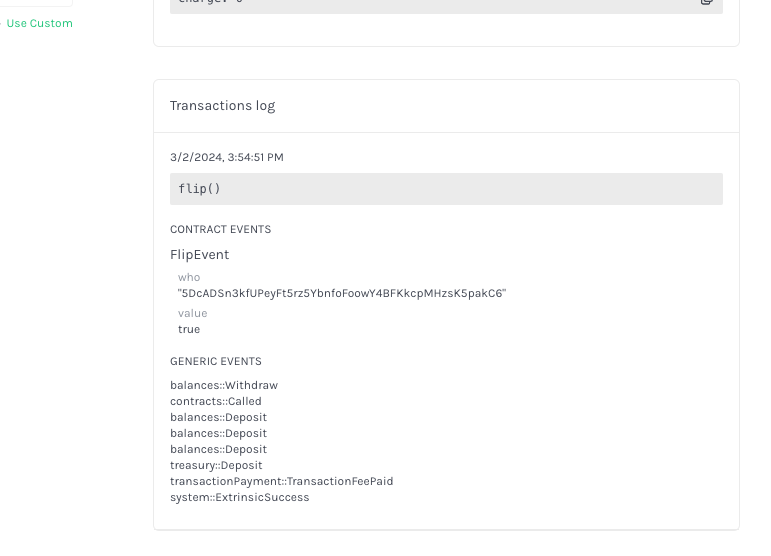 Use Custom
Transactions log
3/2/2024, 3:54:51 PM
flip()
CONTRACT EVENTS
FlipEvent
who
"5DcADSn3kfUPeyFt5rz5YbnfoFoowY4BFKkcpMHzsK5pakC6"
value
true
GENERIC EVENTS
balances::Withdraw
contracts::Called
balances::Deposit
balances::Deposit
balances::Deposit
treasury::Deposit
transactionPayment::TransactionFeePaid
system::ExtrinsicSuccess